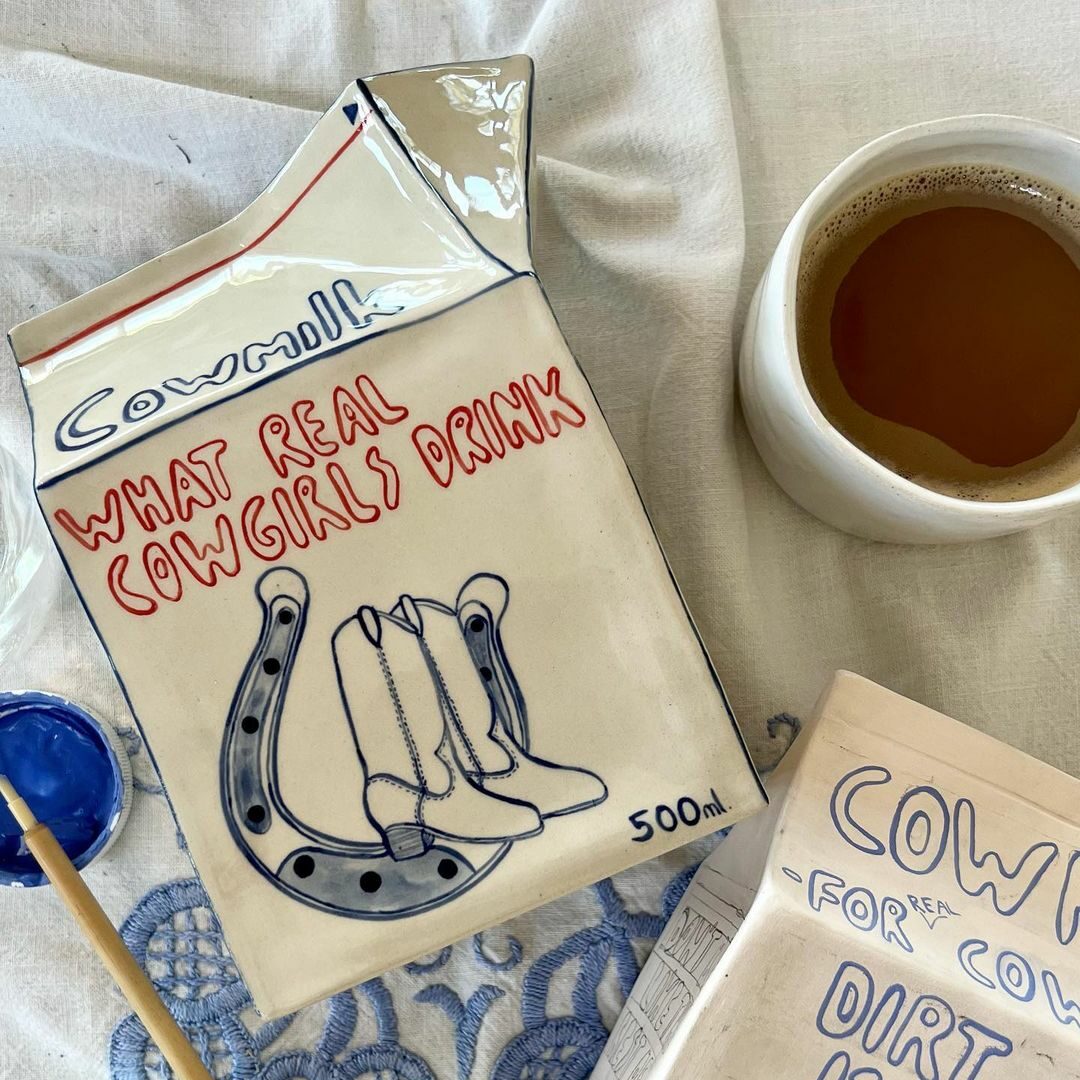 Cowmilk
WHAT REAL
COWGIRLS DRINK
500ml.
COW
-FOR REAL COW
DIRT